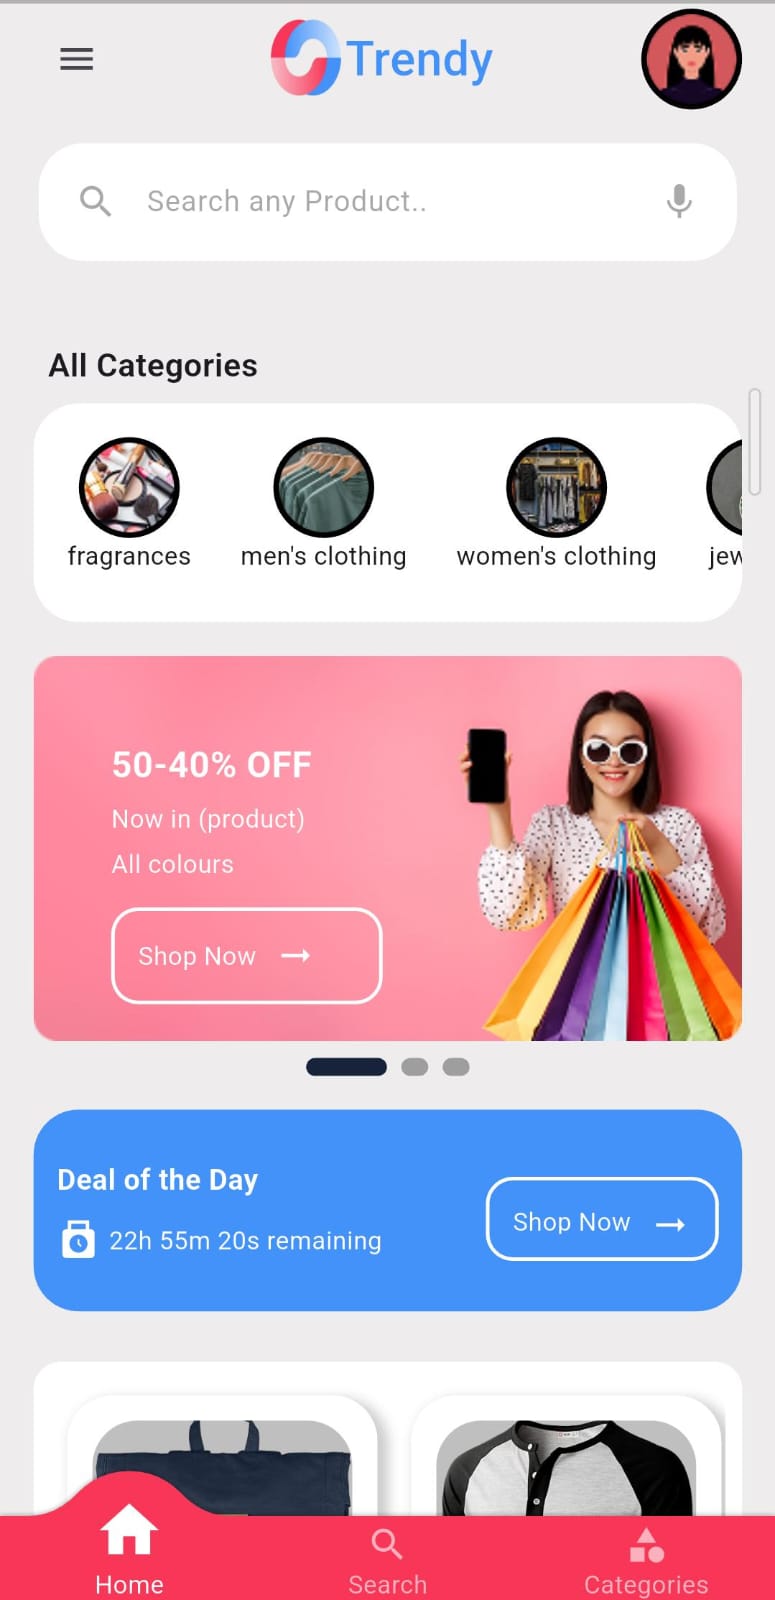 Trendy
Search any Product..
All Categories
fragrances
men's clothing
women's clothing
jew
50-40% OFF
Now in (product)
All colours
Shop Now
Deal of the Day
22h 55m 20s remaining
Shop Now
Home
Search
Categories